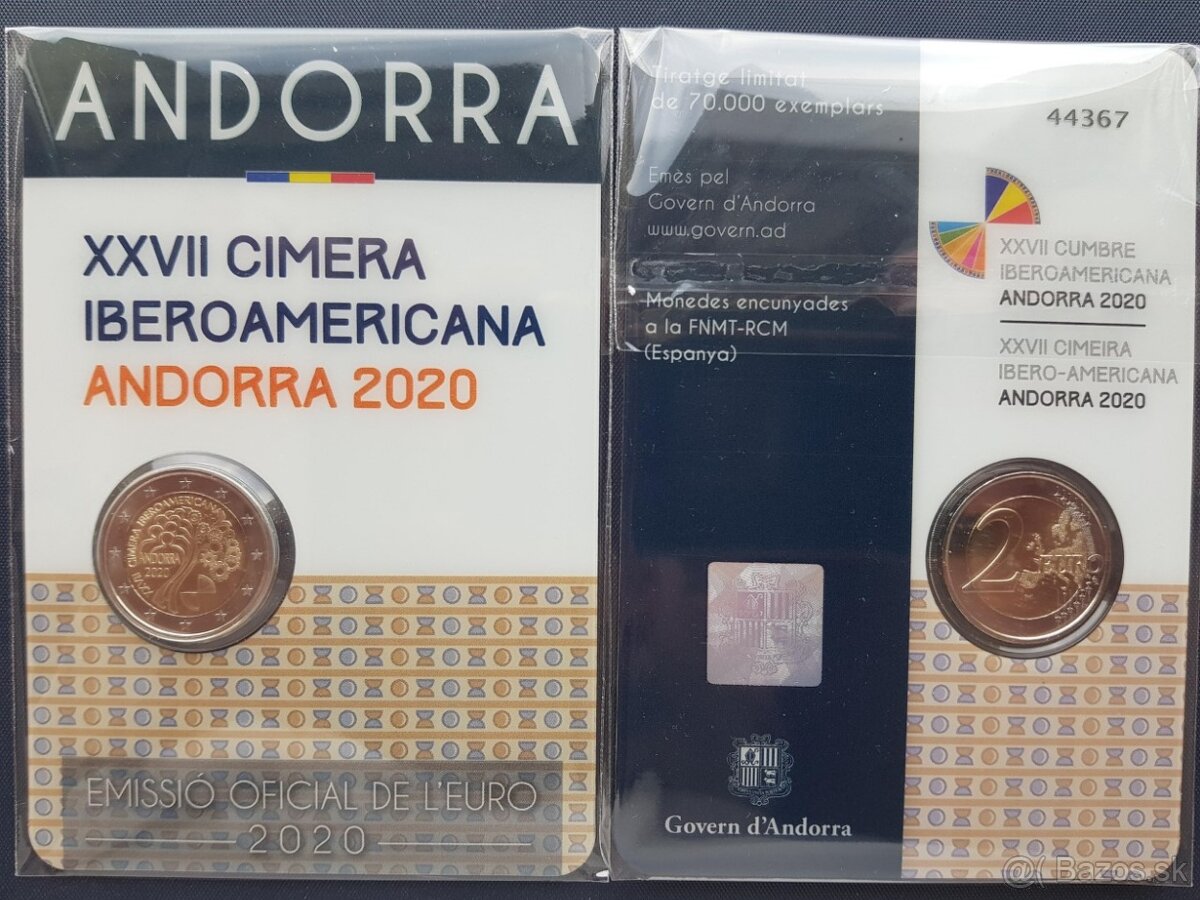 ANDORRA
XXVII CIMERA
IBEROAMERICANA
ANDORRA 2020
XXVII CIMERA IBEROAMERICANA
ANDORRA
2020
EMISSIÓ OFICIAL DE L'EURO
2020
Tiratge limitat
de 70.000 exemplars
44367
Emès pel
Govern d'Andorra
www.govern.ad
Monedes encunyades
a la FNMT-RCM
(Espanya)
XXVII CUMBRE
IBEROAMERICANA
ANDORRA 2020
XXVII CIMEIRA
IBERO-AMERICANA
ANDORRA 2020
2 EURO
Govern d'Andorra
Bazos.sk